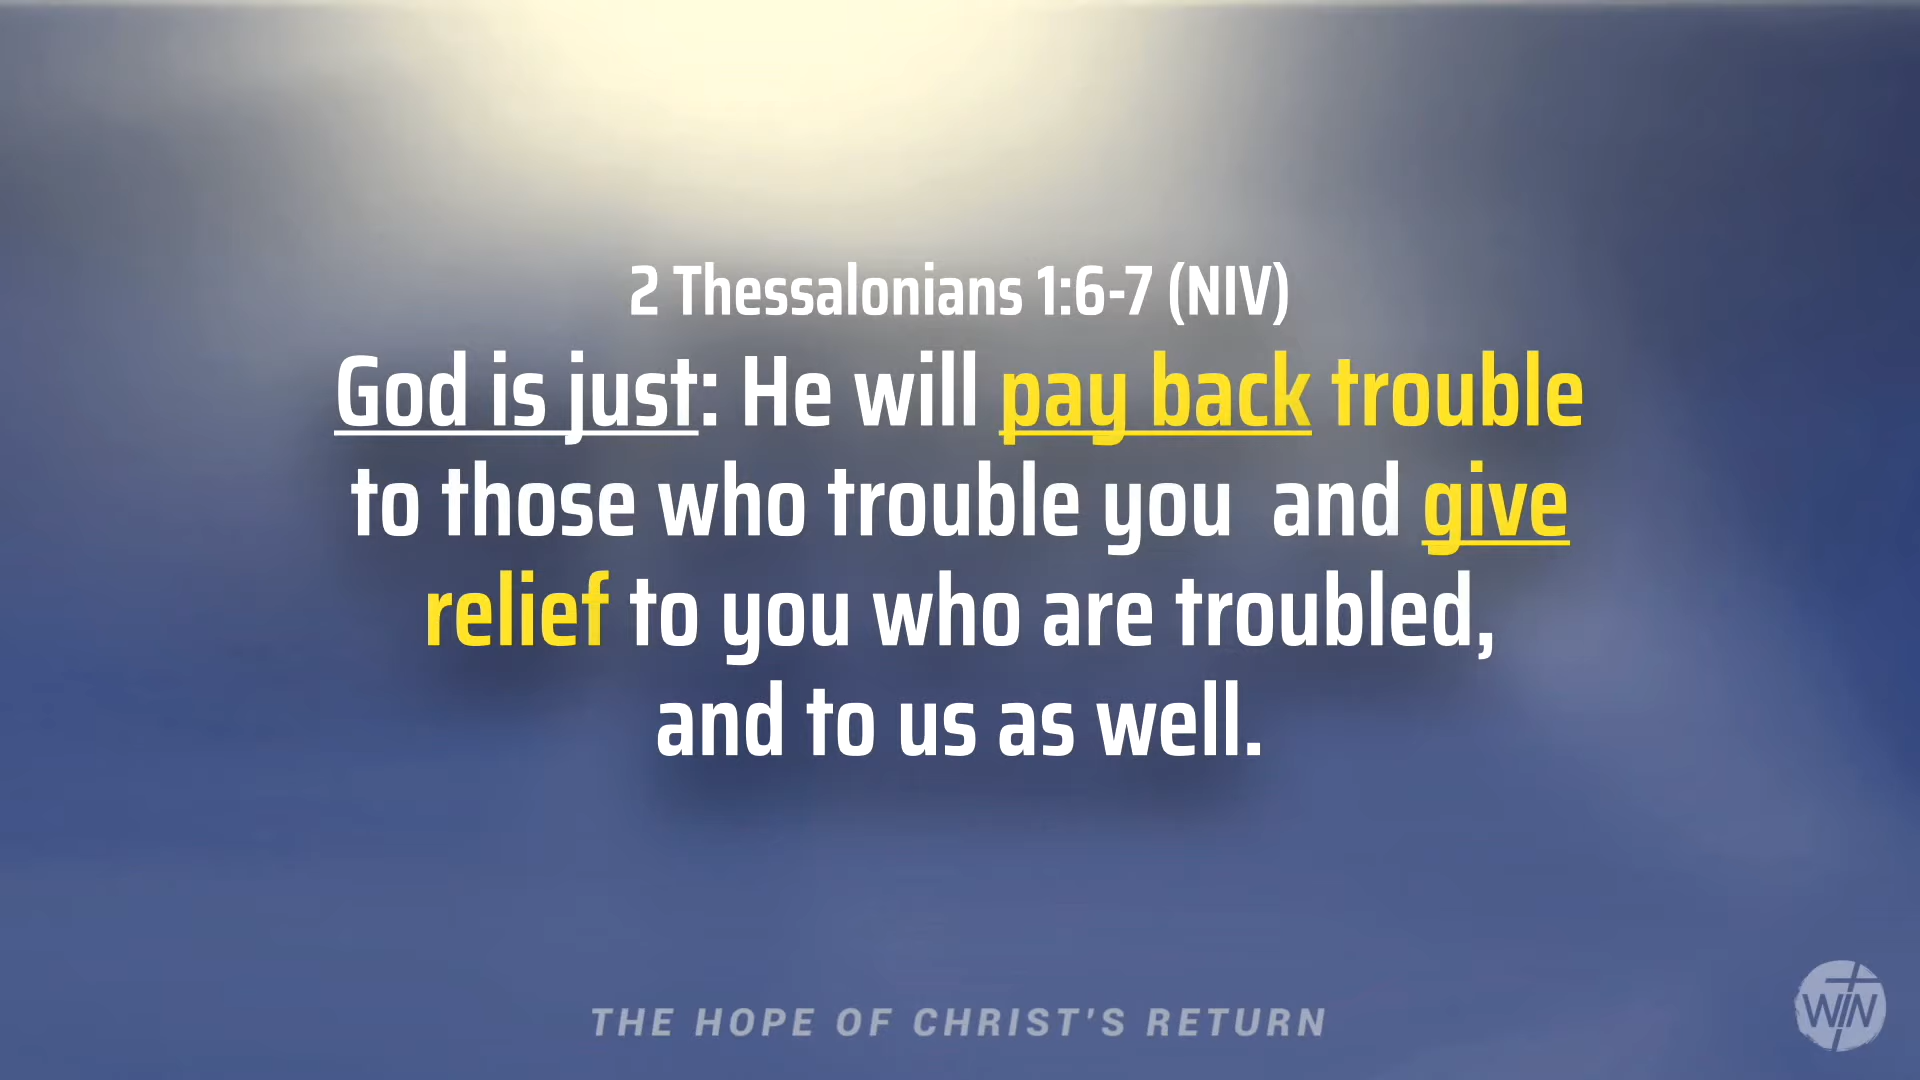 2 Thessalonians 1:6-7 (NIV)
God is just: He will pay back trouble
to those who trouble you  and give
relief to you who are troubled,
and to us as well.
THE HOPE OF CHRIST'S RETURN
WIN